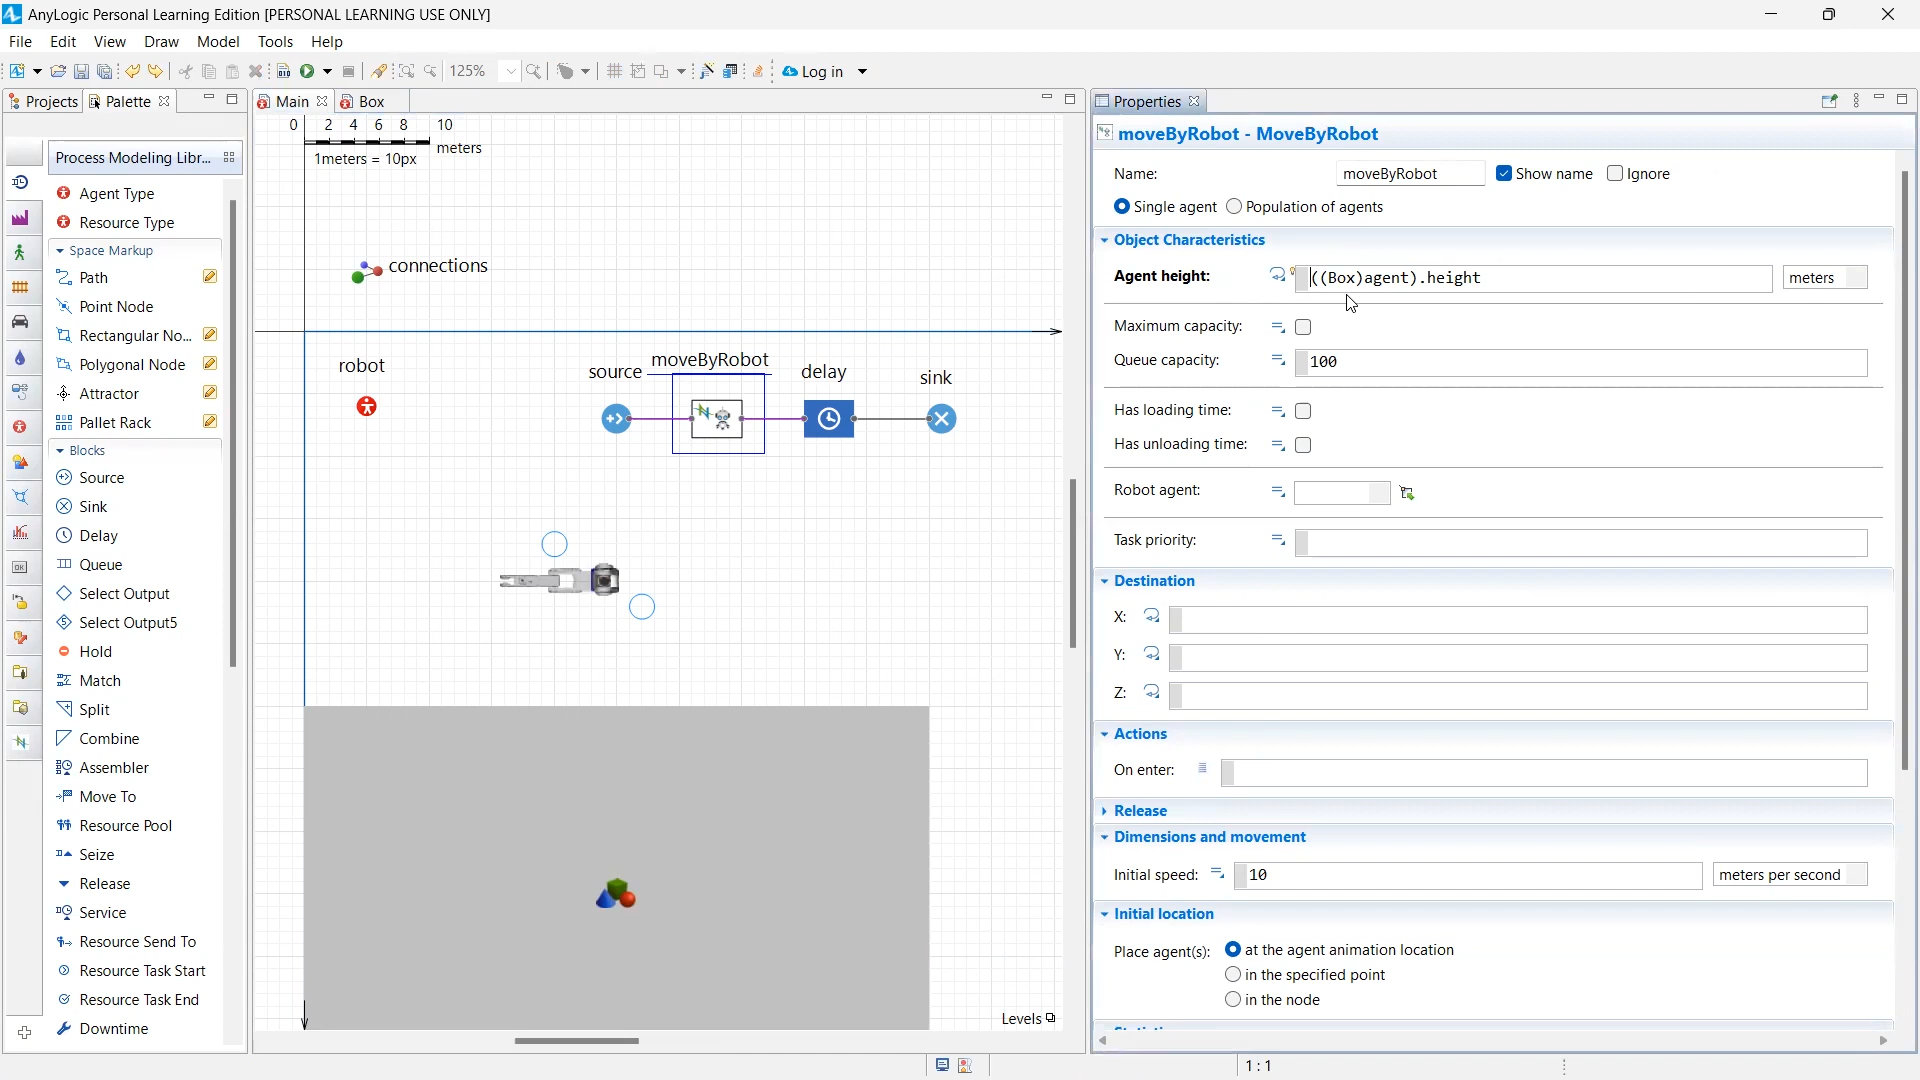 AnyLogic Personal Learning Edition [PERSONAL LEARNING USE ONLY]
File Edit View Draw Model Tools Help
125%
Log in
Projects Palette
Main Box
Properties
Process Modeling Libr...
Agent Type
Resource Type
Space Markup
Path
Point Node
Rectangular No...
Polygonal Node
Attractor
Pallet Rack
Blocks
Source
Sink
Delay
Queue
Select Output
Select Output5
Hold
Match
Split
Combine
Assembler
Move To
Resource Pool
Seize
Release
Service
Resource Send To
Resource Task Start
Resource Task End
Downtime
0 2 4 6 8 10
meters
1meters = 10px
connections
robot
source
moveByRobot
delay
sink
Levels
moveByRobot - MoveByRobot
Name: moveByRobot Show name Ignore
Single agent Population of agents
Object Characteristics
Agent height: ((Box)agent).height meters
Maximum capacity:
Queue capacity: 100
Has loading time:
Has unloading time:
Robot agent:
Task priority:
Destination
X:
Y:
Z:
Actions
On enter:
Release
Dimensions and movement
Initial speed: 10 meters per second
Initial location
Place agent(s): at the agent animation location
in the specified point
in the node
1 : 1